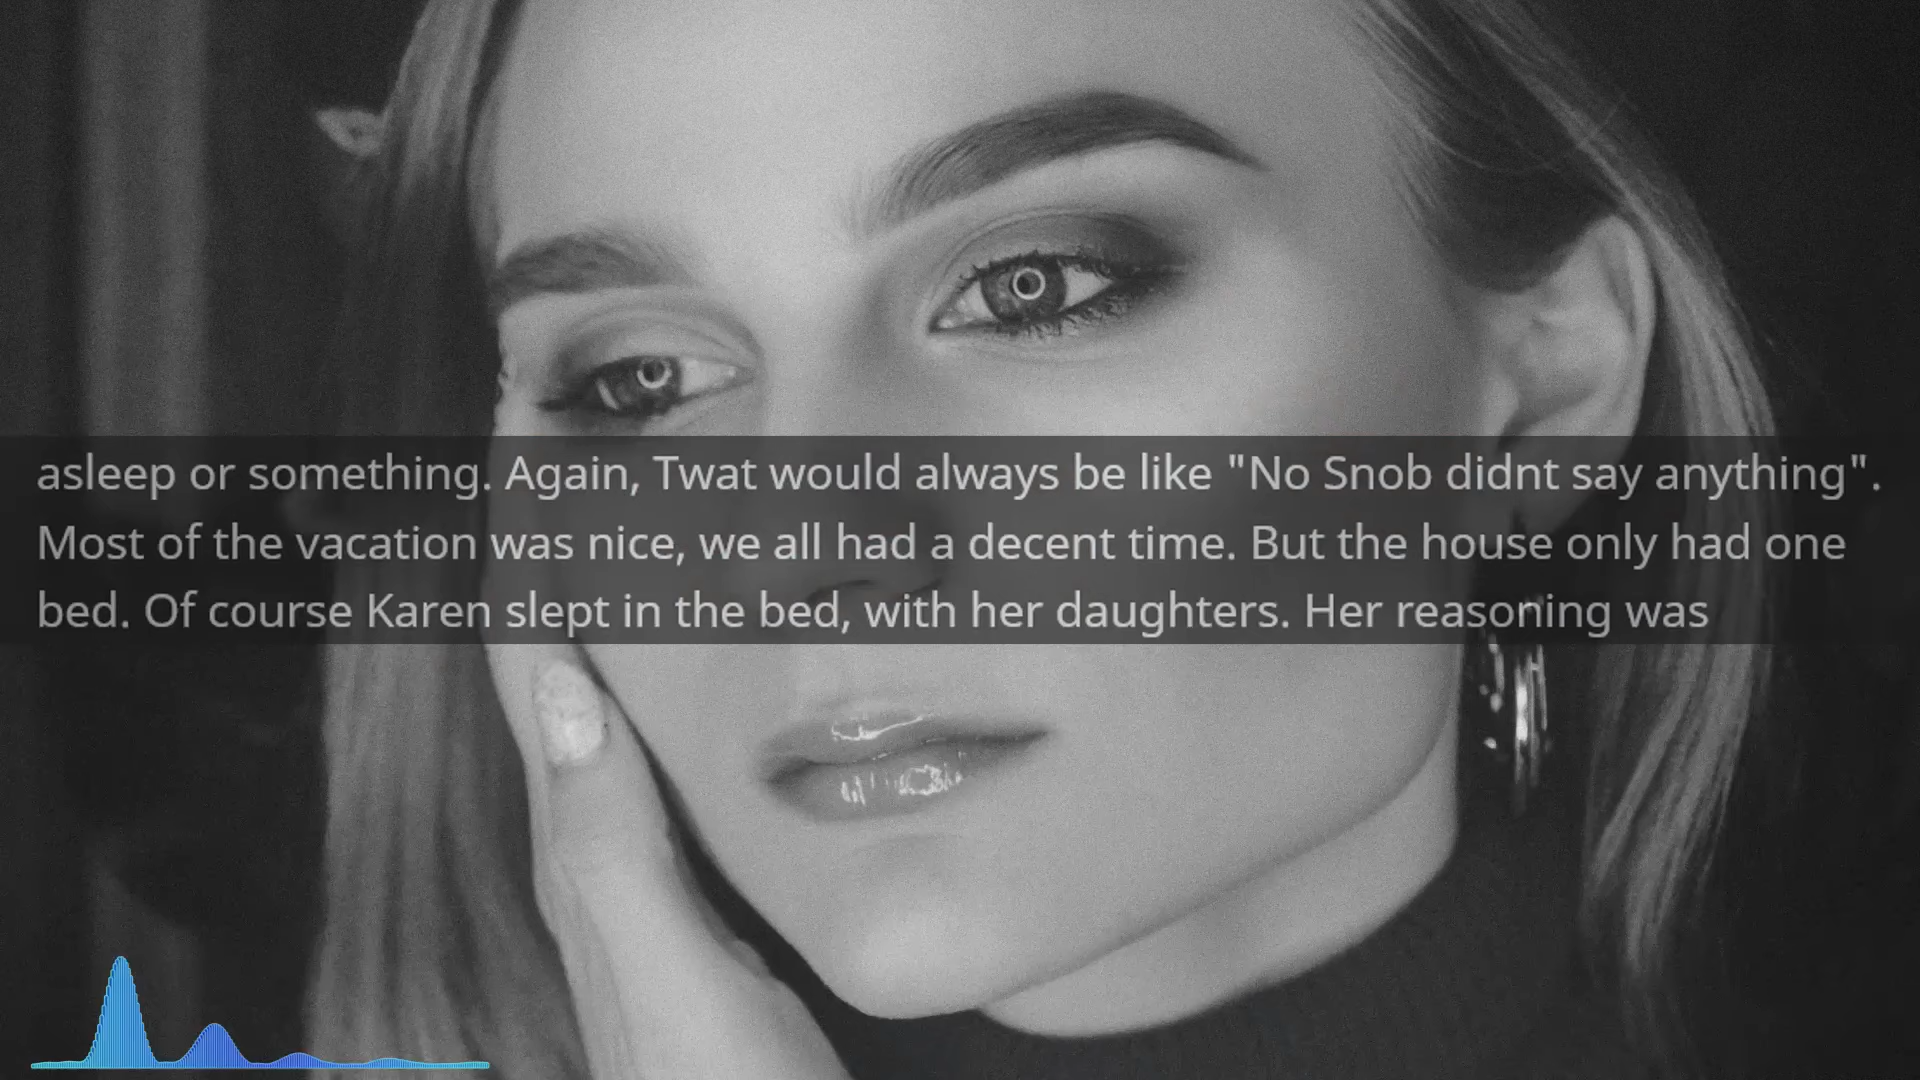 asleep or something. Again, Twat would always be like "No Snob didnt say anything".
Most of the vacation was nice, we all had a decent time. But the house only had one
bed. Of course Karen slept in the bed, with her daughters. Her reasoning was